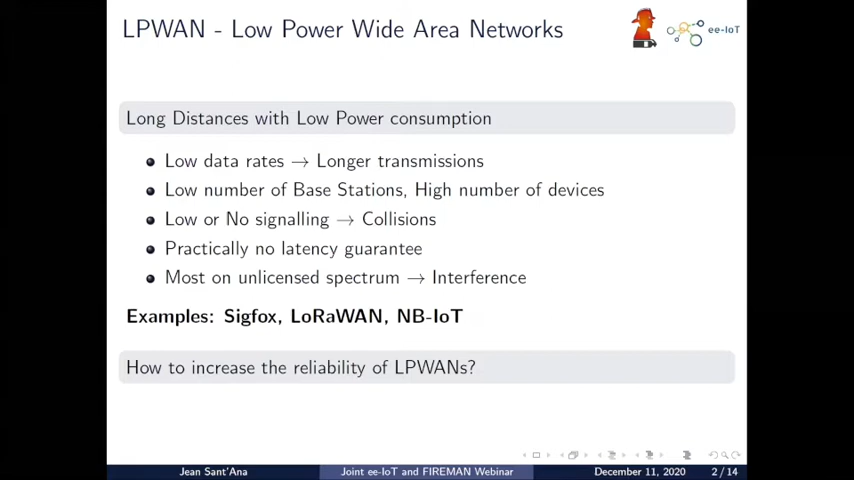 LPWAN - Low Power Wide Area Networks
ee-IoT
Long Distances with Low Power consumption
Low data rates → Longer transmissions
Low number of Base Stations, High number of devices
Low or No signalling → Collisions
Practically no latency guarantee
Most on unlicensed spectrum → Interference
Examples: Sigfox, LoRaWAN, NB-IoT
How to increase the reliability of LPWANs?
Jean Sant'Ana
Joint ee-IoT and FIREMAN Webinar
December 11, 2020
2 / 14